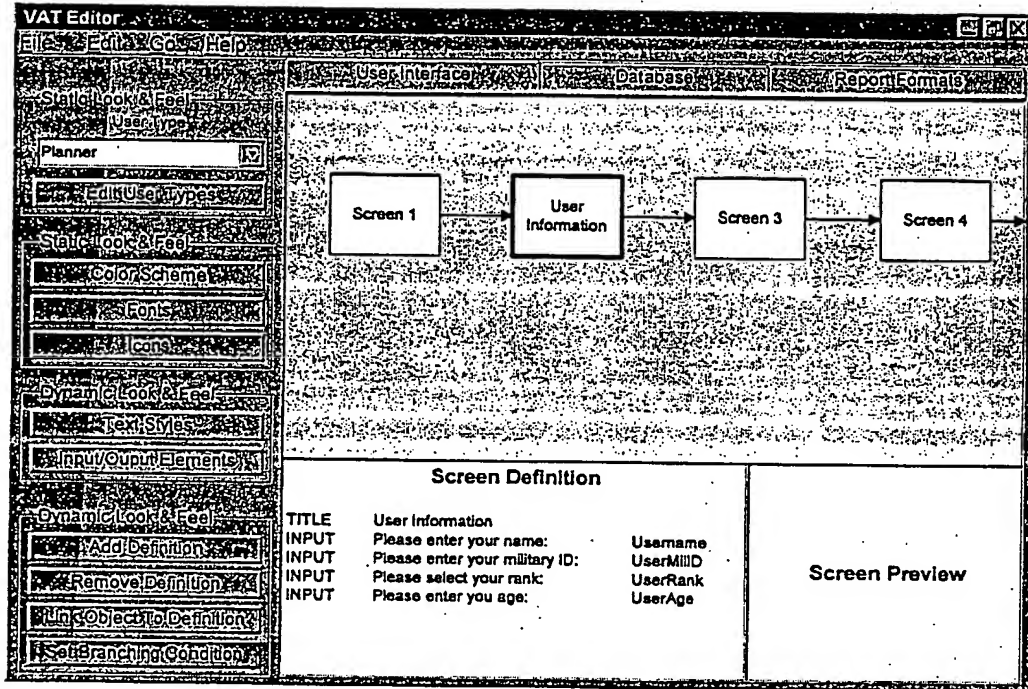 VAT Editor
Files Edit Go Help
Static Look & Feel
User Type
Planner
Edit User Types
Static Look & Feel
Color Scheme
Fonts
Icons
Dynamic Look & Feel
Text Styles
Input/Ouput Elements
Dynamic Look & Feel
Add Definition
Remove Definition
Link Object To Definition
Set Branching Condition
User Interface Database Report Formats
Screen 1
User
Information
Screen 3
Screen 4
Screen Definition
TITLE User Information
INPUT Please enter your name: Username
INPUT Please enter your military ID: UserMilID
INPUT Please select your rank: UserRank
INPUT Please enter you age: UserAge
Screen Preview